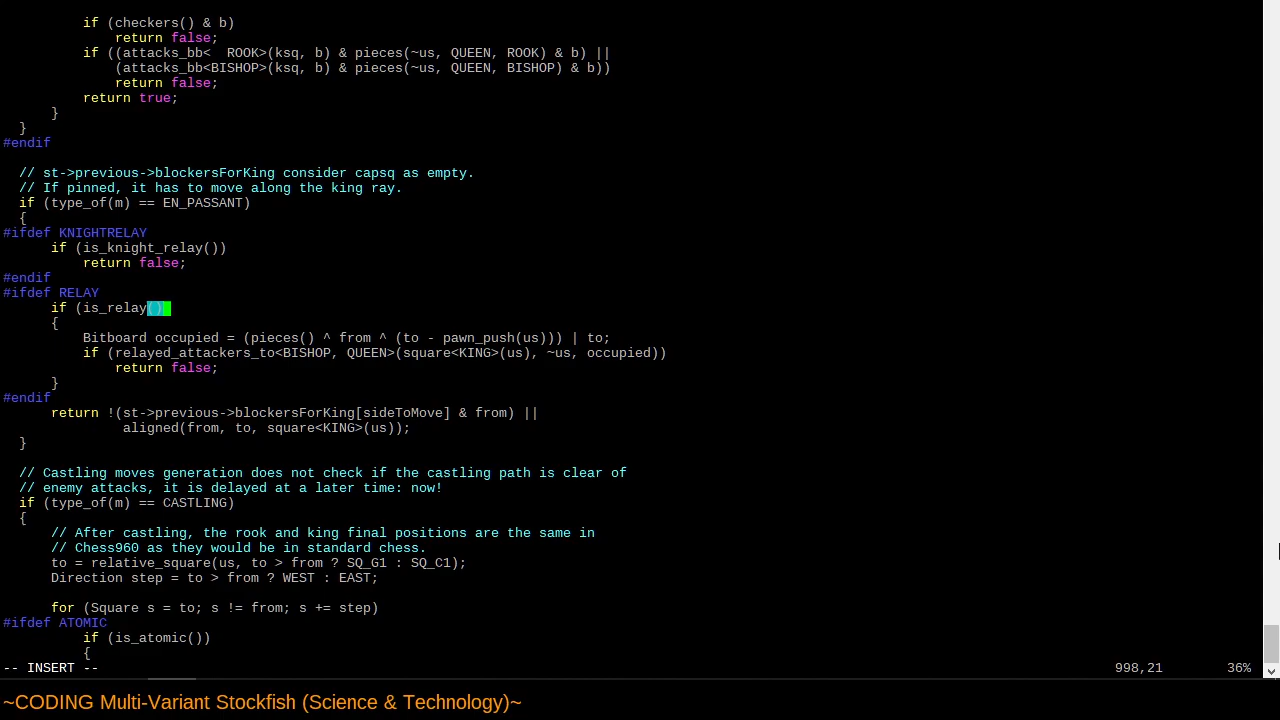 if (checkers() & b)
              return false;
          if ((attacks_bb<  ROOK>(ksq, b) & pieces(~us, QUEEN, ROOK) & b) ||
              (attacks_bb<BISHOP>(ksq, b) & pieces(~us, QUEEN, BISHOP) & b))
              return false;
          return true;
      }
  }
#endif
  // st->previous->blockersForKing consider capsq as empty.
  // If pinned, it has to move along the king ray.
  if (type_of(m) == EN_PASSANT)
  {
#ifdef KNIGHTRELAY
      if (is_knight_relay())
          return false;
#endif
#ifdef RELAY
      if (is_relay()
      {
          Bitboard occupied = (pieces() ^ from ^ (to - pawn_push(us))) | to;
          if (relayed_attackers_to<BISHOP, QUEEN>(square<KING>(us), ~us, occupied))
              return false;
      }
#endif
      return !(st->previous->blockersForKing[sideToMove] & from) ||
               aligned(from, to, square<KING>(us));
  }
  // Castling moves generation does not check if the castling path is clear of
  // enemy attacks, it is delayed at a later time: now!
  if (type_of(m) == CASTLING)
  {
      // After castling, the rook and king final positions are the same in
      // Chess960 as they would be in standard chess.
      to = relative_square(us, to > from ? SQ_G1 : SQ_C1);
      Direction step = to > from ? WEST : EAST;
      for (Square s = to; s != from; s += step)
#ifdef ATOMIC
          if (is_atomic())
          {
-- INSERT -- 998,21 36%
~CODING Multi-Variant Stockfish (Science & Technology)~